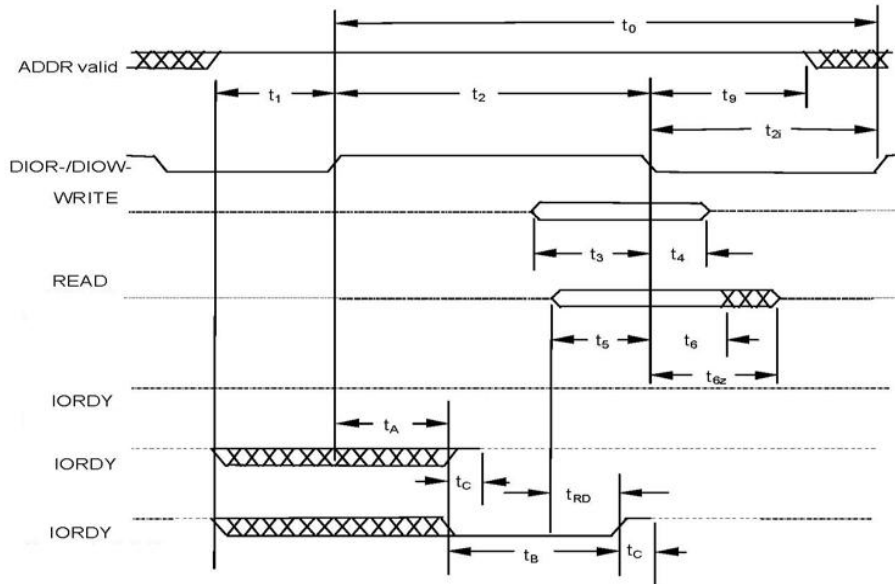 t0
ADDR valid
t1
t2
t9
t2i
DIOR-/DIOW-
WRITE
t3
t4
READ
t5
t6
t6z
IORDY
tA
IORDY
tC
tRD
IORDY
tB
tC